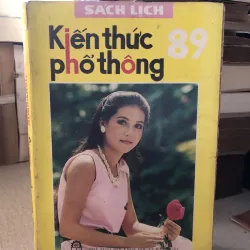 SÁCH LỊCH
Kiến thức
phổ thông
89